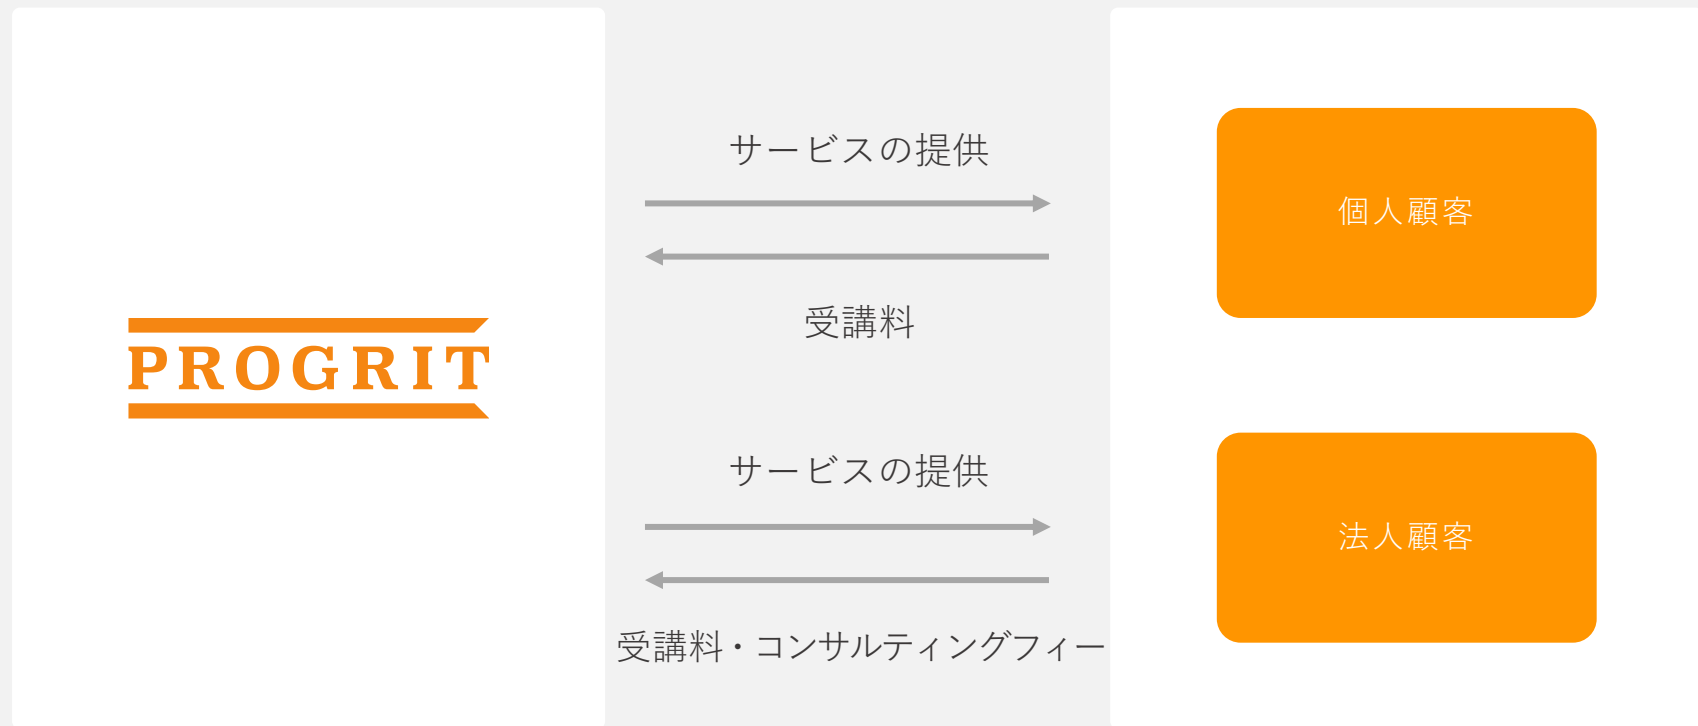 PROGRIT
サービスの提供
受講料
個人顧客
サービスの提供
受講料・コンサルティングフィー
法人顧客